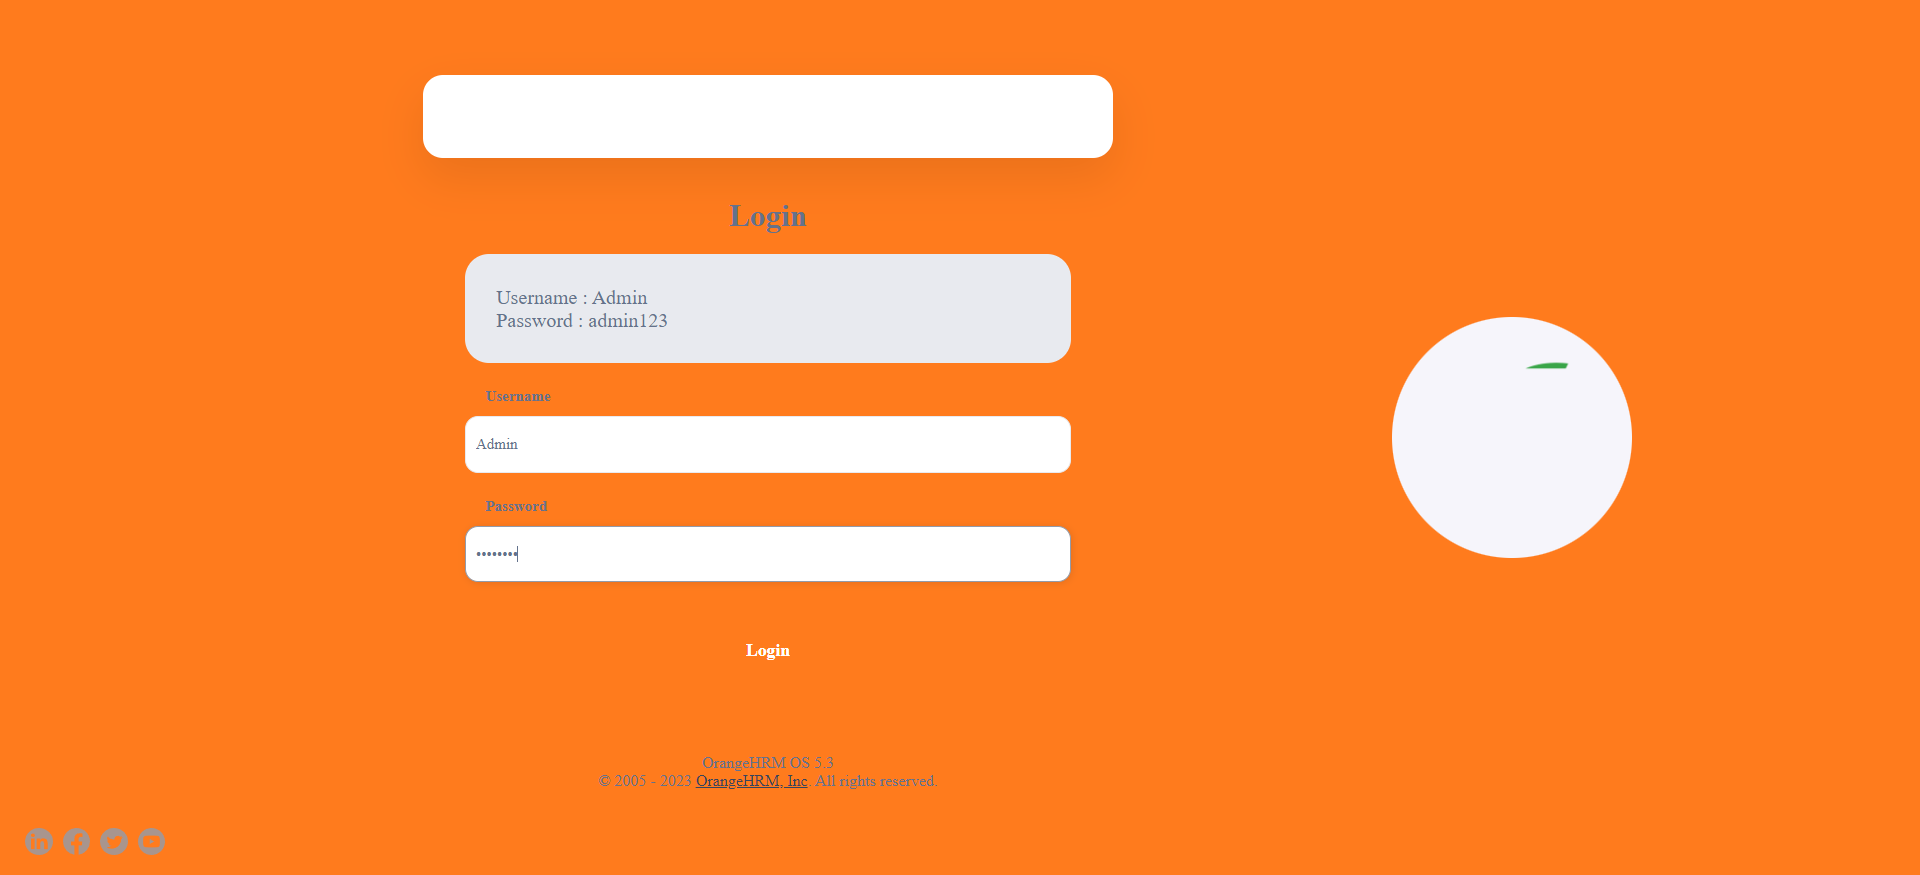 Login
Username : Admin
Password : admin123
Username
Admin
Password
••••••••
Login
OrangeHRM OS 5.3
© 2005 - 2023 OrangeHRM, Inc. All rights reserved.